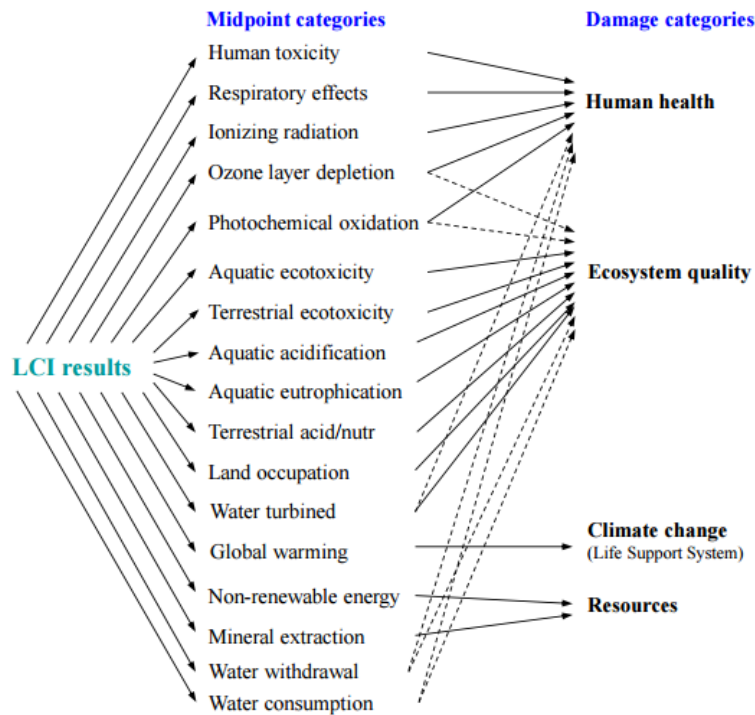 Midpoint categories
Damage categories
Human toxicity
Respiratory effects
Human health
Ionizing radiation
Ozone layer depletion
Photochemical oxidation
Aquatic ecotoxicity
Ecosystem quality
Terrestrial ecotoxicity
Aquatic acidification
LCI results
Aquatic eutrophication
Terrestrial acid/nutr
Land occupation
Water turbined
Climate change
Global warming
(Life Support System)
Non-renewable energy
Resources
Mineral extraction
Water withdrawal
Water consumption